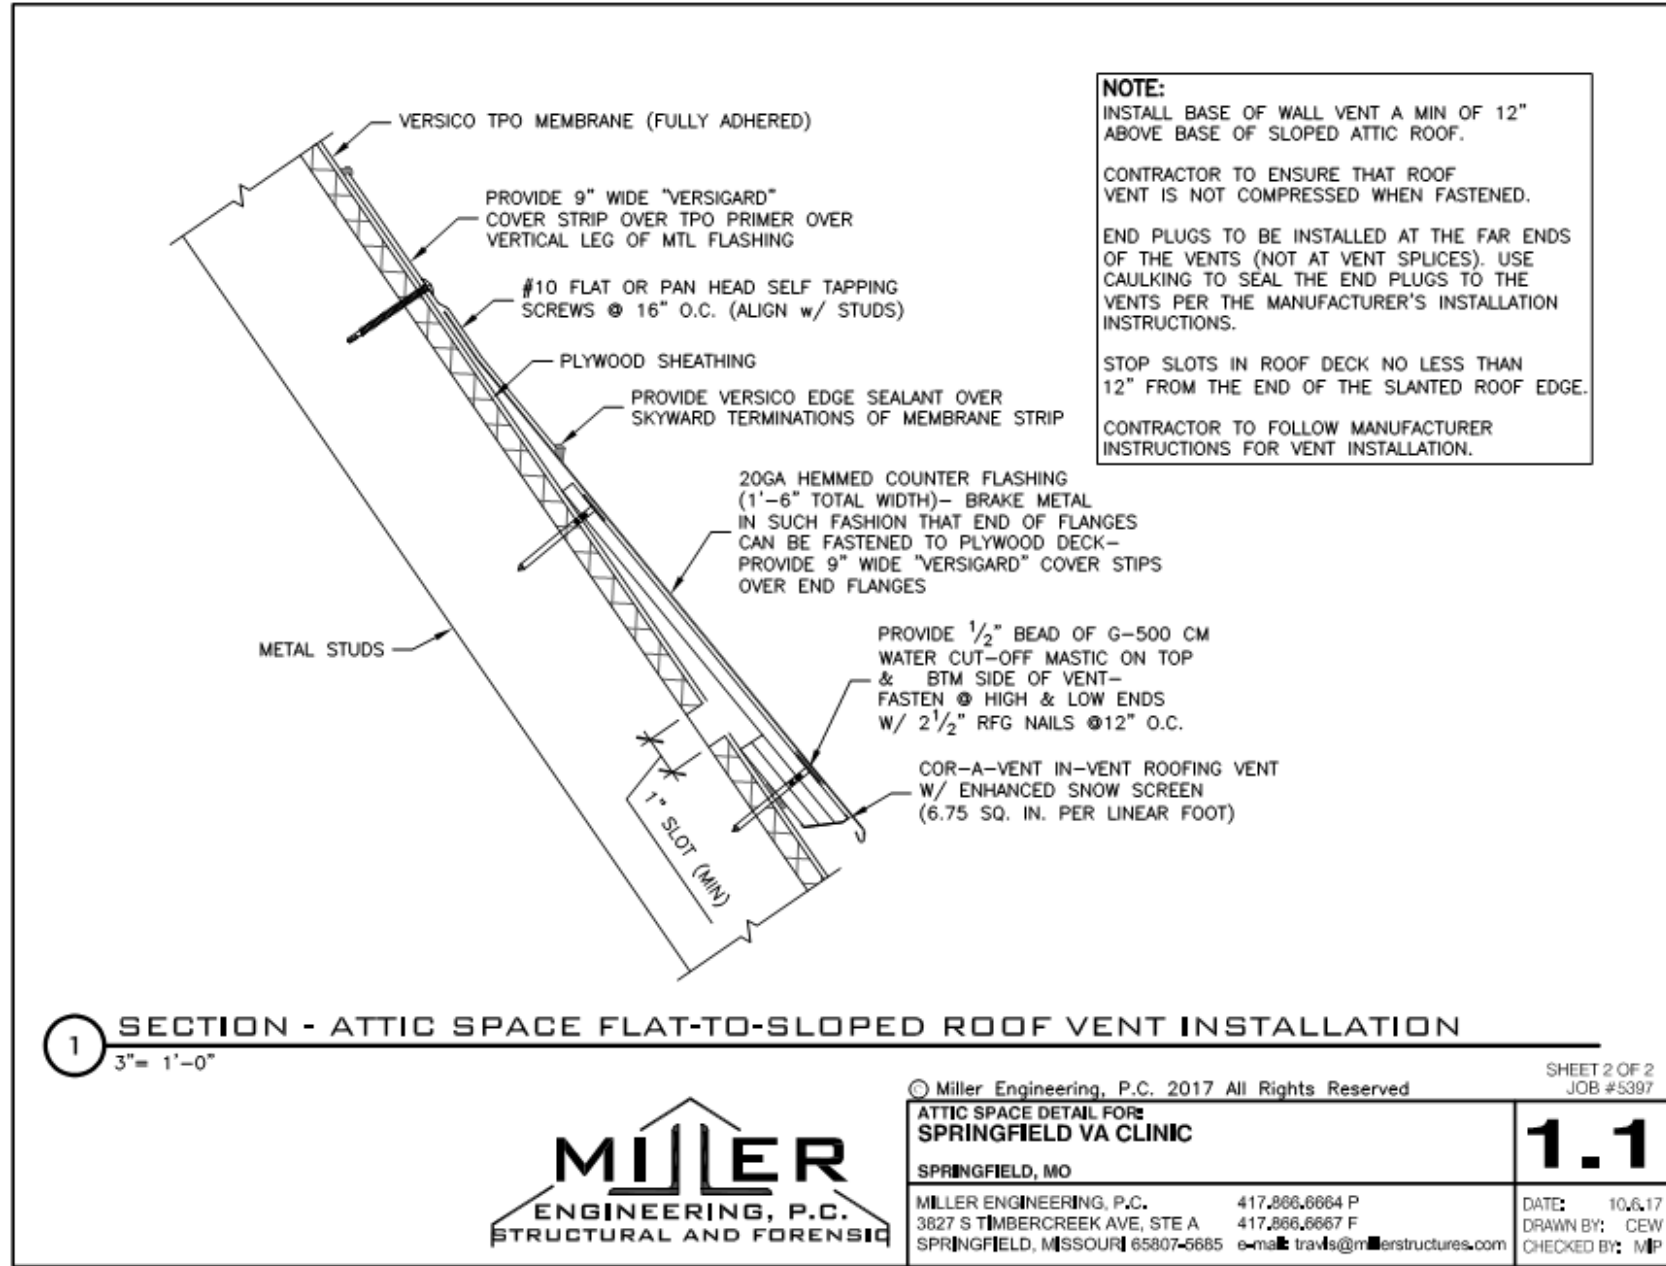 VERSICO TPO MEMBRANE (FULLY ADHERED)
PROVIDE 9" WIDE "VERSIGARD"
COVER STRIP OVER TPO PRIMER OVER
VERTICAL LEG OF MTL FLASHING
#10 FLAT OR PAN HEAD SELF TAPPING
SCREWS @ 16" O.C. (ALIGN w/ STUDS)
PLYWOOD SHEATHING
PROVIDE VERSICO EDGE SEALANT OVER
SKYWARD TERMINATIONS OF MEMBRANE STRIP
20GA HEMMED COUNTER FLASHING
(1'-6" TOTAL WIDTH)- BRAKE METAL
IN SUCH FASHION THAT END OF FLANGES
CAN BE FASTENED TO PLYWOOD DECK-
PROVIDE 9" WIDE "VERSIGARD" COVER STIPS
OVER END FLANGES
METAL STUDS
PROVIDE 1/2" BEAD OF G-500 CM
WATER CUT-OFF MASTIC ON TOP
& BTM SIDE OF VENT-
FASTEN @ HIGH & LOW ENDS
W/ 2 1/2" RFG NAILS @12" O.C.
COR-A-VENT IN-VENT ROOFING VENT
W/ ENHANCED SNOW SCREEN
(6.75 SQ. IN. PER LINEAR FOOT)
1" SLOT (MIN)
NOTE:
INSTALL BASE OF WALL VENT A MIN OF 12"
ABOVE BASE OF SLOPED ATTIC ROOF.
CONTRACTOR TO ENSURE THAT ROOF
VENT IS NOT COMPRESSED WHEN FASTENED.
END PLUGS TO BE INSTALLED AT THE FAR ENDS
OF THE VENTS (NOT AT VENT SPLICES). USE
CAULKING TO SEAL THE END PLUGS TO THE
VENTS PER THE MANUFACTURER'S INSTALLATION
INSTRUCTIONS.
STOP SLOTS IN ROOF DECK NO LESS THAN
12" FROM THE END OF THE SLANTED ROOF EDGE.
CONTRACTOR TO FOLLOW MANUFACTURER
INSTRUCTIONS FOR VENT INSTALLATION.
1
SECTION - ATTIC SPACE FLAT-TO-SLOPED ROOF VENT INSTALLATION
3"= 1'-0"
MILLER
ENGINEERING, P.C.
STRUCTURAL AND FORENSIC
© Miller Engineering, P.C. 2017 All Rights Reserved
SHEET 2 OF 2
JOB #5397
ATTIC SPACE DETAIL FOR:
SPRINGFIELD VA CLINIC
SPRINGFIELD, MO
1.1
MILLER ENGINEERING, P.C. 417.866.6664 P
3827 S TIMBERCREEK AVE, STE A 417.866.6667 F
SPRINGFIELD, MISSOURI 65807-5685 e-mail: travis@millerstructures.com
DATE: 10.6.17
DRAWN BY: CEW
CHECKED BY: MIP